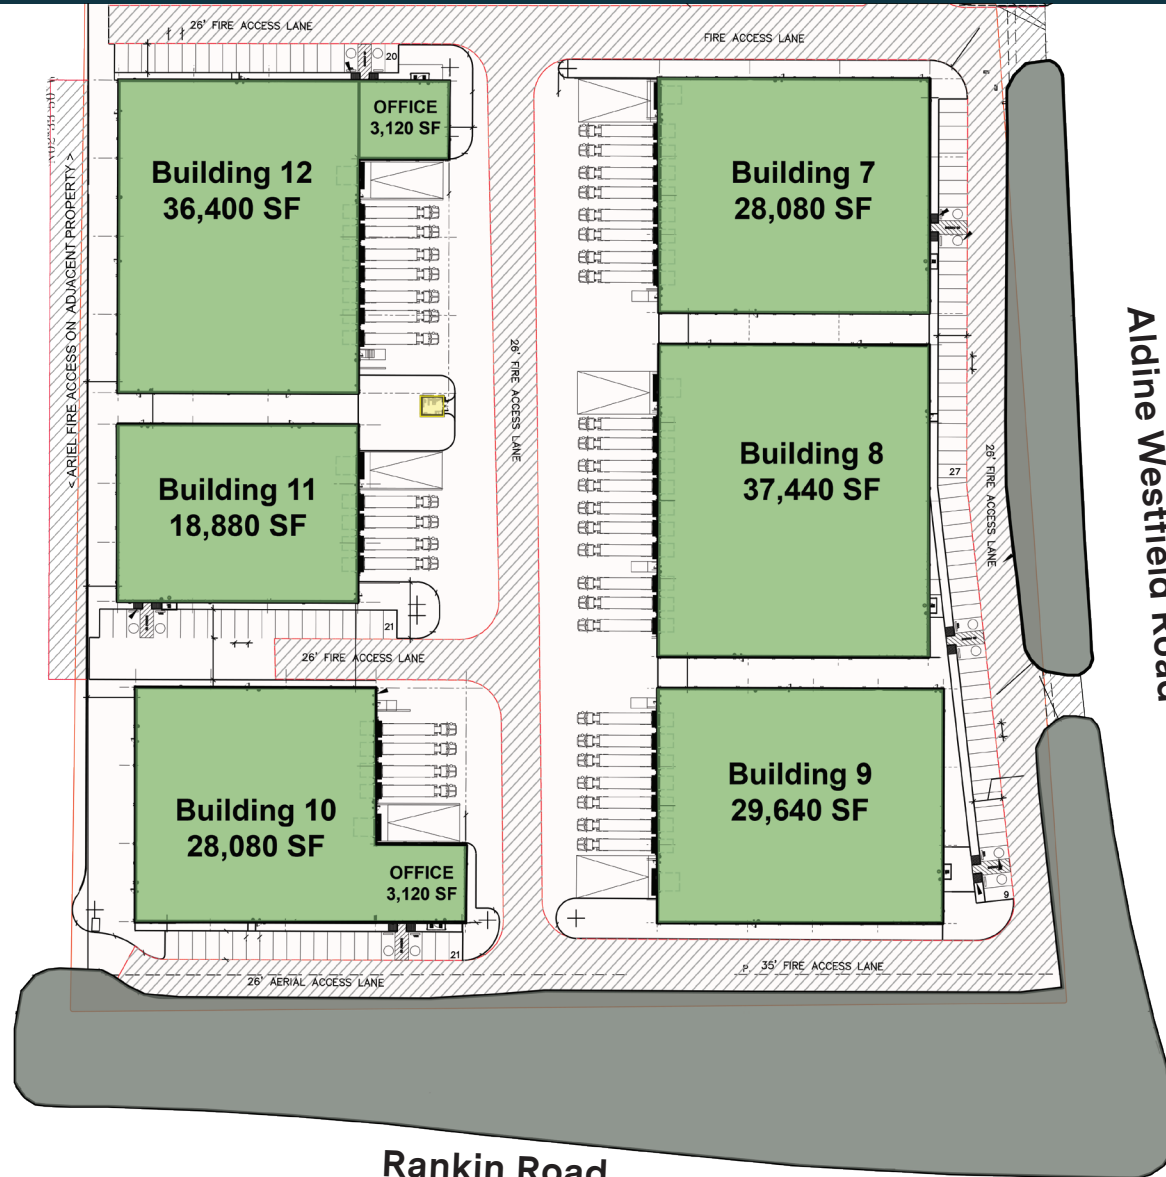 26' FIRE ACCESS LANE
FIRE ACCESS LANE
20
OFFICE
3,120 SF
Building 12
36,400 SF
Building 7
28,080 SF
< ARIEL FIRE ACCESS ON ADJACENT PROPERTY >
26' FIRE ACCESS LANE
Aldine Westfield Road
Building 8
37,440 SF
27
26' FIRE ACCESS LANE
Building 11
18,880 SF
21
26' FIRE ACCESS LANE
Building 9
29,640 SF
Building 10
28,080 SF
OFFICE
3,120 SF
9
21
35' FIRE ACCESS LANE
26' AERIAL ACCESS LANE
Rankin Road